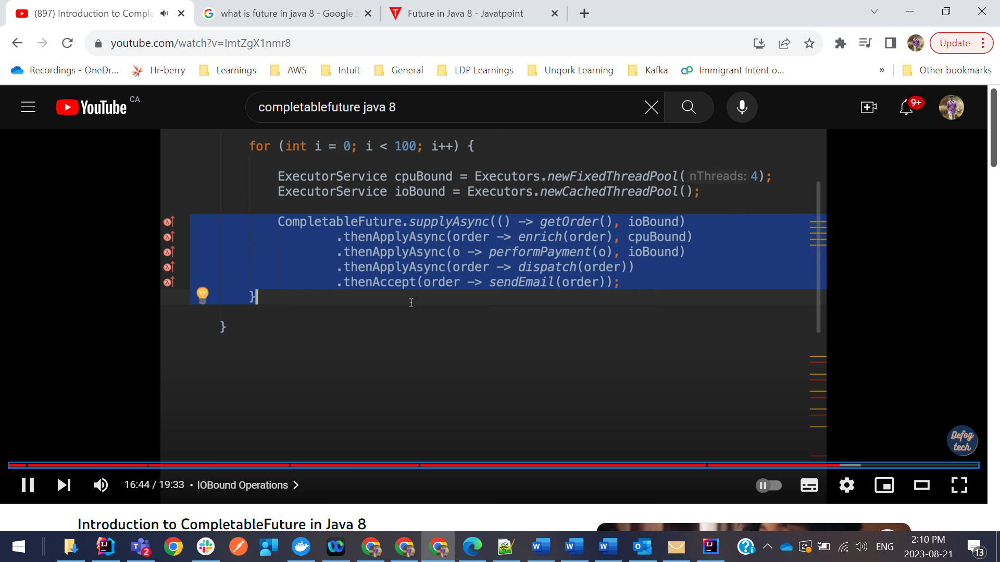 (897) Introduction to Comple
what is future in java 8 - Google S
Future in Java 8 - Javatpoint
youtube.com/watch?v=ImtZgX1nmr8
Update
Recordings - OneDr...
Hr-berry
Learnings
AWS
Intuit
General
LDP Learnings
Unqork Learning
Kafka
Immigrant Intent o...
»
Other bookmarks
YouTube CA
completablefuture java 8
9+
for (int i = 0; i < 100; i++) {
ExecutorService cpuBound = Executors.newFixedThreadPool( nThreads: 4);
ExecutorService ioBound = Executors.newCachedThreadPool();
CompletableFuture.supplyAsync(() -> getOrder(), ioBound)
.thenApplyAsync(order -> enrich(order), cpuBound)
.thenApplyAsync(o -> performPayment(o), ioBound)
.thenApplyAsync(order -> dispatch(order))
.thenAccept(order -> sendEmail(order));
}
}
Defog
tech
16:44 / 19:33 • IOBound Operations
Introduction to CompletableFuture in Java 8
2
ENG
2:10 PM
2023-08-21
13